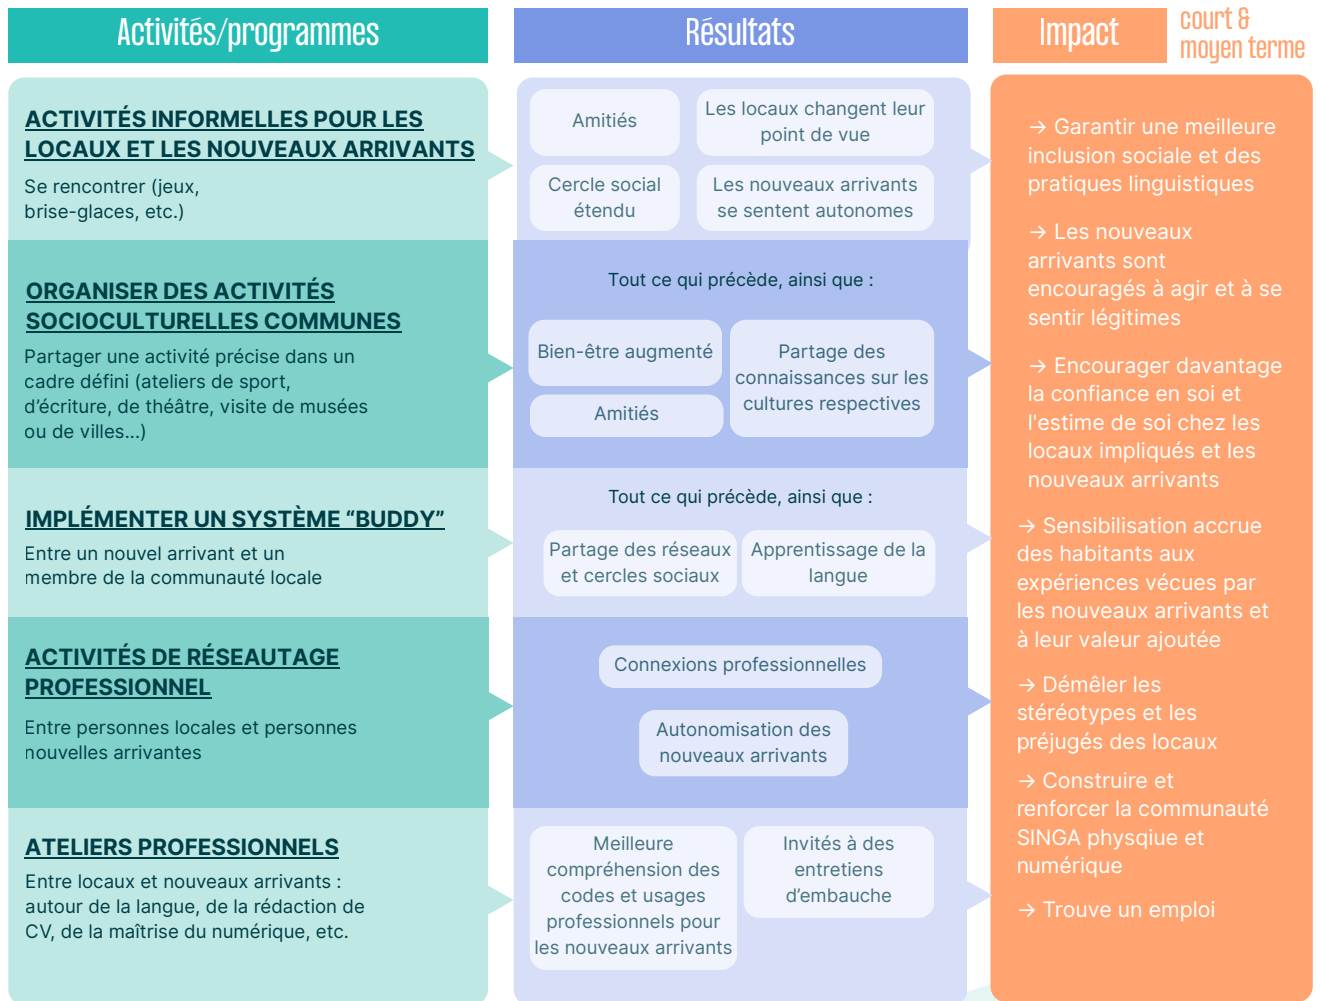 Activités/programmes
Résultats
Impact
court &
moyen terme
ACTIVITÉS INFORMELLES POUR LES
LOCAUX ET LES NOUVEAUX ARRIVANTS
Se rencontrer (jeux,
brise-glaces, etc.)
Amitiés
Les locaux changent leur
point de vue
Cercle social
étendu
Les nouveaux arrivants
se sentent autonomes
ORGANISER DES ACTIVITÉS
SOCIOCULTURELLES COMMUNES
Partager une activité précise dans un
cadre défini (ateliers de sport,
d’écriture, de théâtre, visite de musées
ou de villes...)
Tout ce qui précède, ainsi que :
Bien-être augmenté
Amitiés
Partage des
connaissances sur les
cultures respectives
IMPLÉMENTER UN SYSTÈME “BUDDY”
Entre un nouvel arrivant et un
membre de la communauté locale
Tout ce qui précède, ainsi que :
Partage des réseaux
et cercles sociaux
Apprentissage de la
langue
ACTIVITÉS DE RÉSEAUTAGE
PROFESSIONNEL
Entre personnes locales et personnes
nouvelles arrivantes
Connexions professionnelles
Autonomisation des
nouveaux arrivants
ATELIERS PROFESSIONNELS
Entre locaux et nouveaux arrivants :
autour de la langue, de la rédaction de
CV, de la maîtrise du numérique, etc.
Meilleure
compréhension des
codes et usages
professionnels pour
les nouveaux arrivants
Invités à des
entretiens
d’embauche
→ Garantir une meilleure
inclusion sociale et des
pratiques linguistiques
→ Les nouveaux
arrivants sont
encouragés à agir et à se
sentir légitimes
→ Encourager davantage
la confiance en soi et
l'estime de soi chez les
locaux impliqués et les
nouveaux arrivants
→ Sensibilisation accrue
des habitants aux
expériences vécues par
les nouveaux arrivants et
à leur valeur ajoutée
→ Démêler les
stéréotypes et les
préjugés des locaux
→ Construire et
renforcer la communauté
SINGA physqiue et
numérique
→ Trouve un emploi